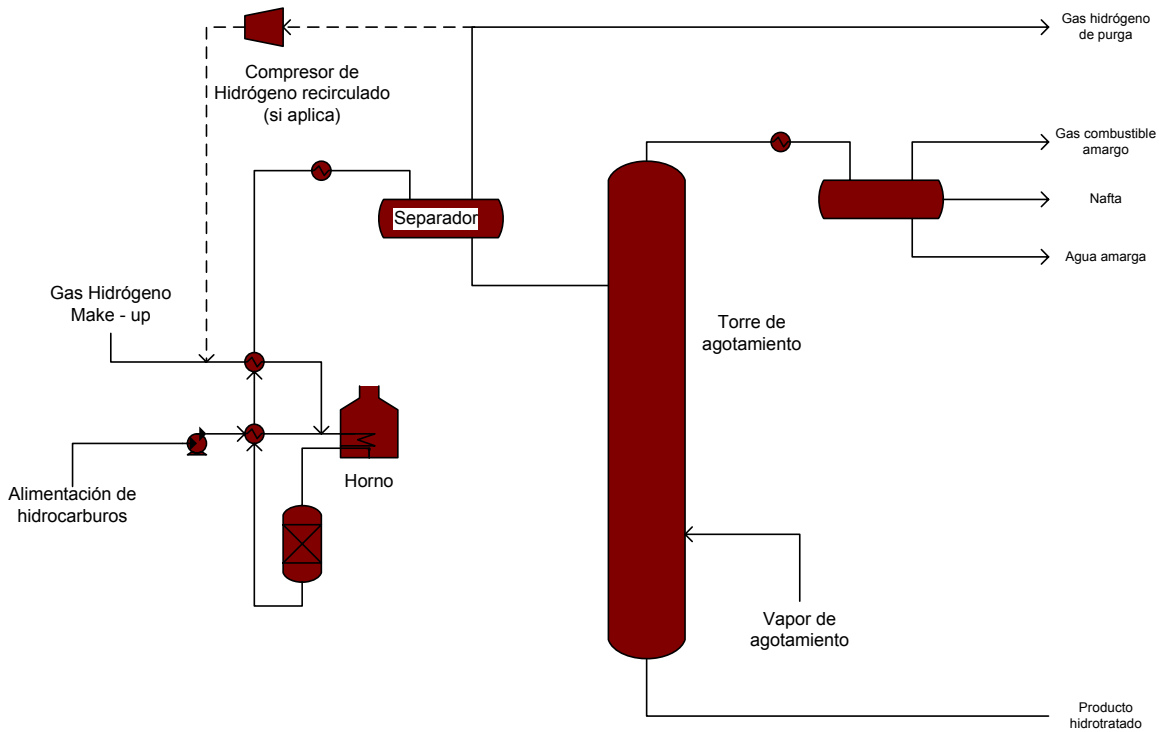 Gas hidrógeno
de purga
Compresor de
Hidrógeno recirculado
(si aplica)
Gas combustible
amargo
Separador
Nafta
Agua amarga
Gas Hidrógeno
Make - up
Torre de
agotamiento
Horno
Alimentación de
hidrocarburos
Vapor de
agotamiento
Producto
hidrotratado